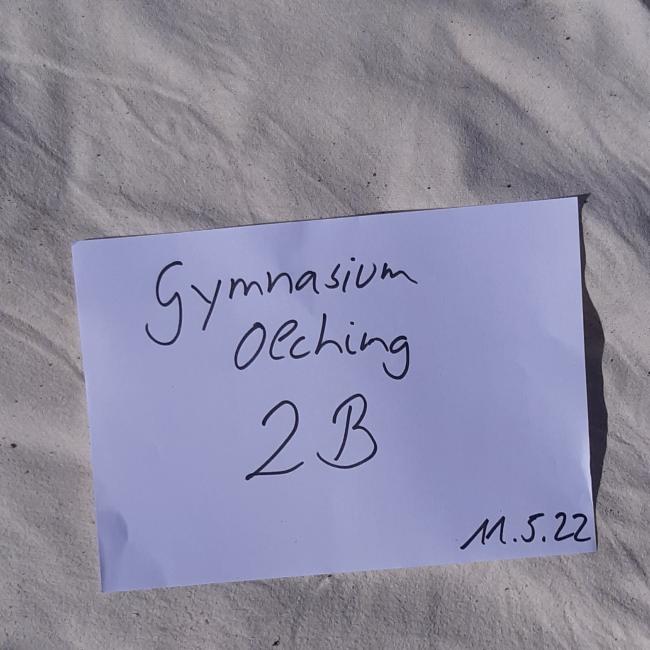 Gymnasium
Olching
2B
11.5.22